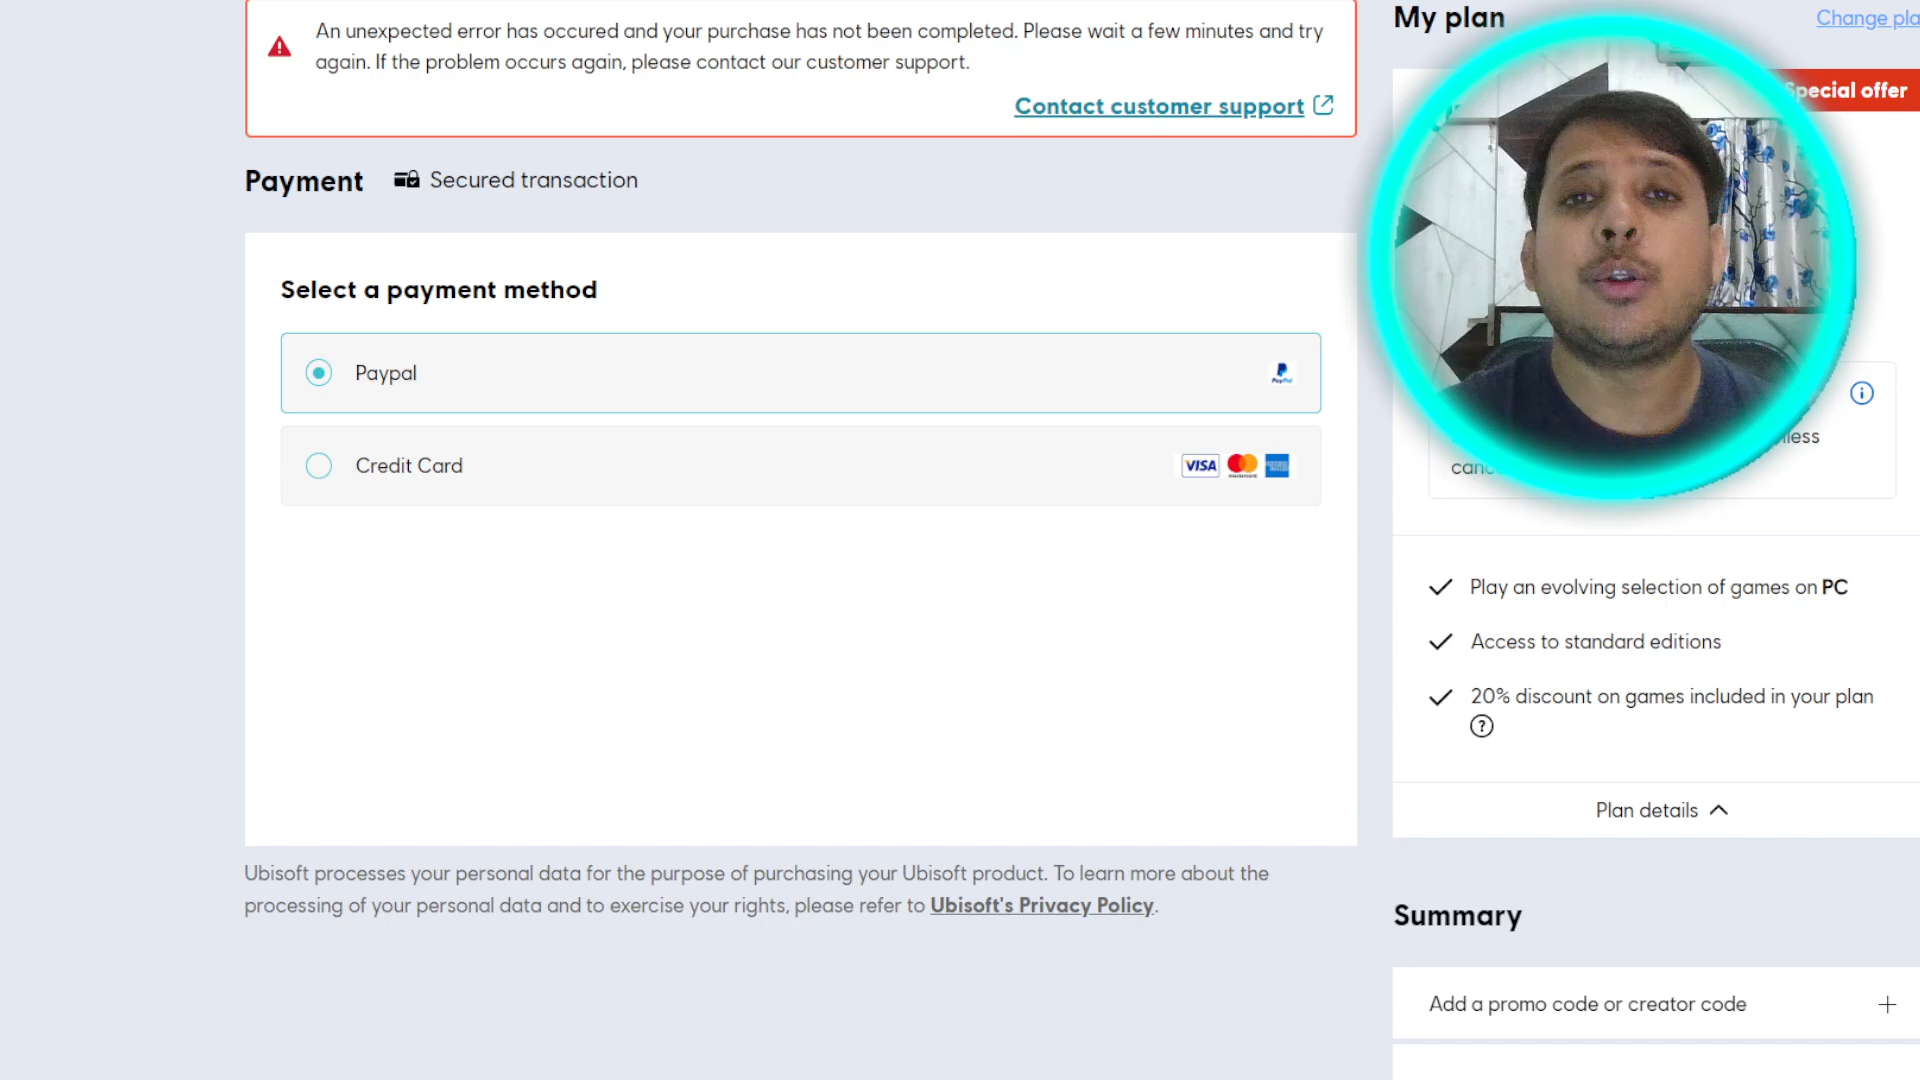 An unexpected error has occured and your purchase has not been completed. Please wait a few minutes and try
again. If the problem occurs again, please contact our customer support.
Contact customer support
Payment
Secured transaction
Select a payment method
Paypal
PayPal
Credit Card
VISA
Ubisoft processes your personal data for the purpose of purchasing your Ubisoft product. To learn more about the
processing of your personal data and to exercise your rights, please refer to Ubisoft's Privacy Policy.
My plan
Change pla
Special offer
Play an evolving selection of games on PC
Access to standard editions
20% discount on games included in your plan
?
Plan details
Summary
Add a promo code or creator code